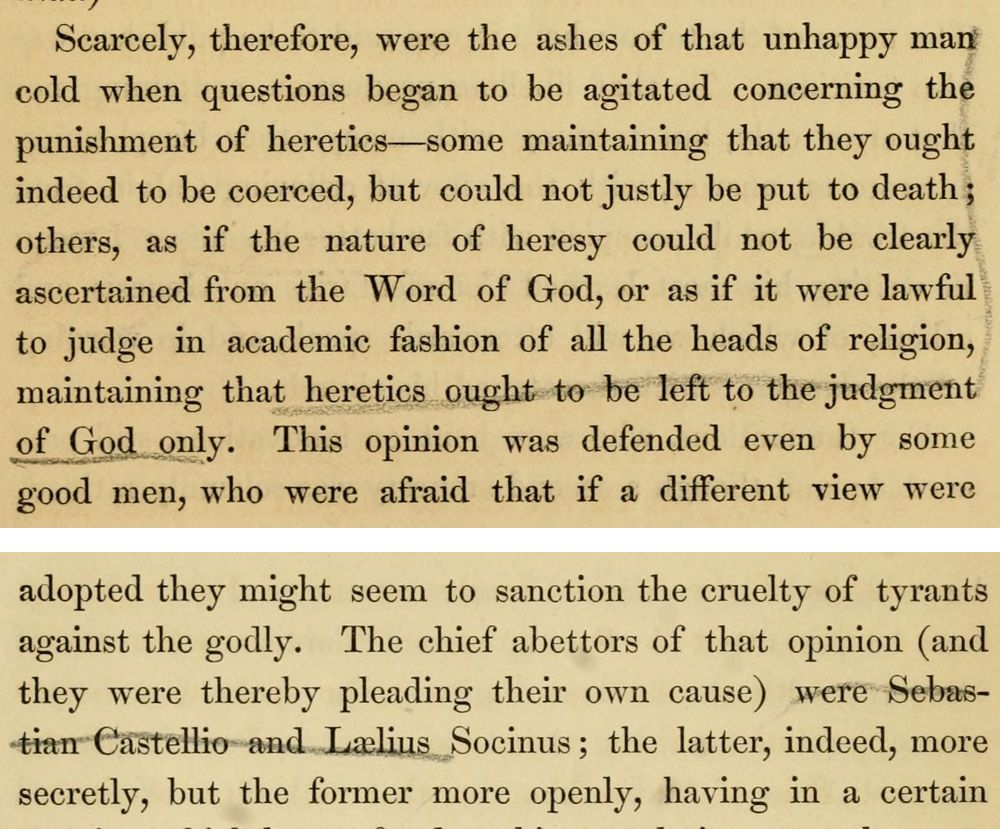 Scarcely, therefore, were the ashes of that unhappy man
cold when questions began to be agitated concerning the
punishment of heretics—some maintaining that they ought
indeed to be coerced, but could not justly be put to death;
others, as if the nature of heresy could not be clearly
ascertained from the Word of God, or as if it were lawful
to judge in academic fashion of all the heads of religion,
maintaining that heretics ought to be left to the judgment
of God only. This opinion was defended even by some
good men, who were afraid that if a different view were
adopted they might seem to sanction the cruelty of tyrants
against the godly. The chief abettors of that opinion (and
they were thereby pleading their own cause) were Sebas-
tian Castellio and Lælius Socinus; the latter, indeed, more
secretly, but the former more openly, having in a certain